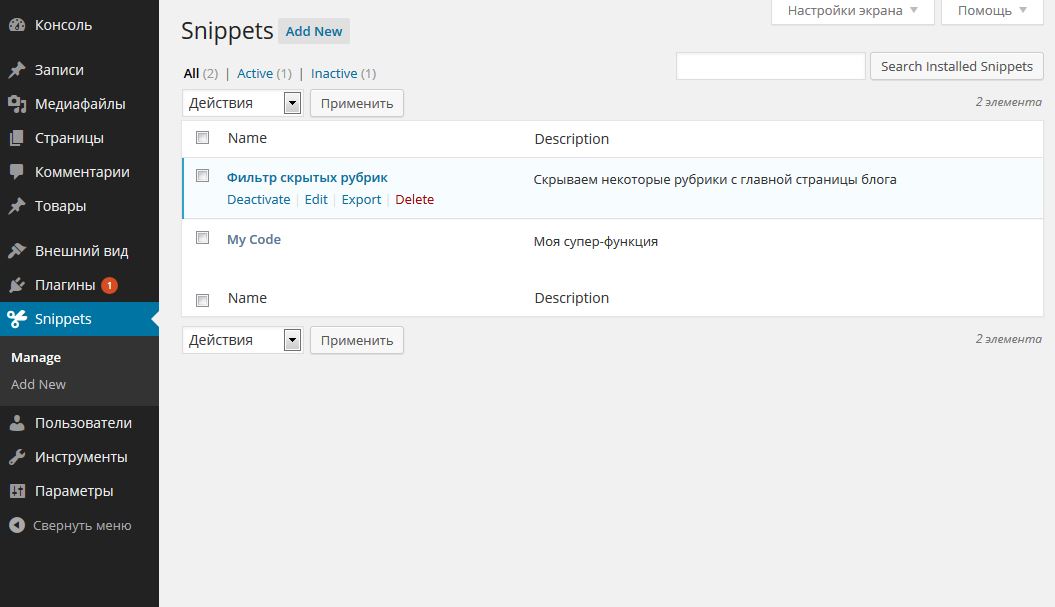 Консоль
Записи
Медиафайлы
Страницы
Комментарии
Товары
Внешний вид
Плагины 1
Snippets
Manage
Add New
Пользователи
Инструменты
Параметры
Свернуть меню
Настройки экрана
Помощь
Snippets Add New
All (2) | Active (1) | Inactive (1)
Search Installed Snippets
Действия Применить
2 элемента
Name Description
Фильтр скрытых рубрик Скрываем некоторые рубрики с главной страницы блога
Deactivate | Edit | Export | Delete
My Code Моя супер-функция
Name Description
Действия Применить
2 элемента